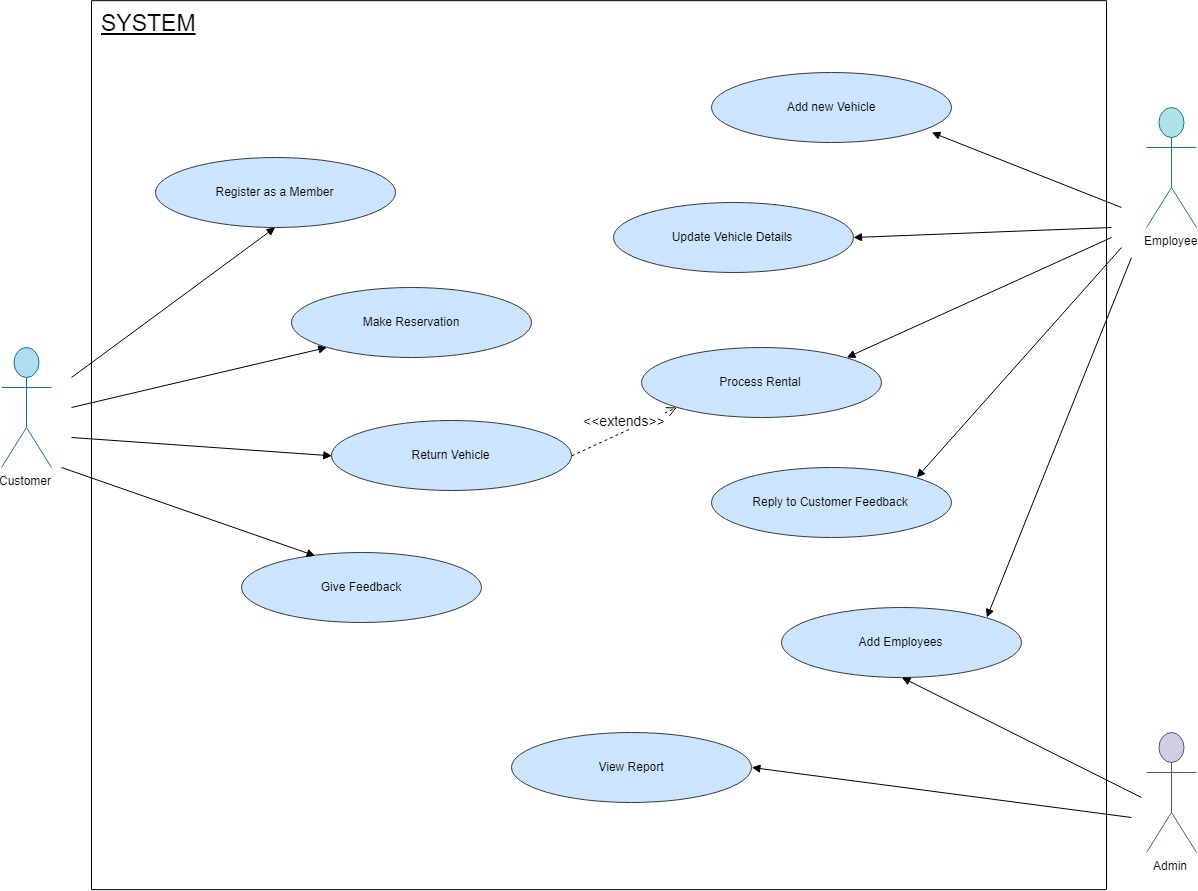 SYSTEM
Add new Vehicle
Register as a Member
Update Vehicle Details
Employee
Make Reservation
Process Rental
<<extends>>
Return Vehicle
Customer
Reply to Customer Feedback
Give Feedback
Add Employees
View Report
Admin